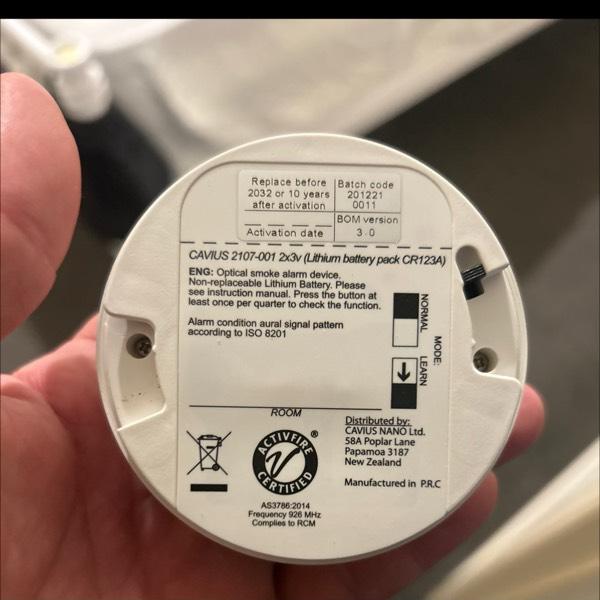 Replace before
2032 or 10 years
after activation
Activation date
Batch code
201221
0011
BOM version
3.0
CAVIUS 2107-001 2x3v (Lithium battery pack CR123A)
ENG: Optical smoke alarm device.
Non-replaceable Lithium Battery. Please
see instruction manual. Press the button at
least once per quarter to check the function.
Alarm condition aural signal pattern
according to ISO 8201
NORMAL
MODE:
LEARN
ROOM
ACTIVFIRE ®
CERTIFIED
AS3786:2014
Frequency 926 MHz
Complies to RCM
Distributed by:
CAVIUS NANO Ltd.
58A Poplar Lane
Papamoa 3187
New Zealand
Manufactured in P.R.C